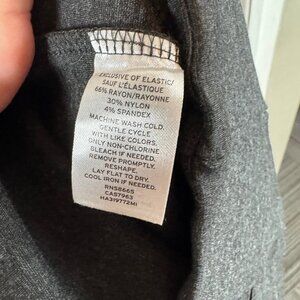 EXCLUSIVE OF ELASTIC/
SAUF L'ÉLASTIQUE
66% RAYON/RAYONNE
30% NYLON
4% SPANDEX
MACHINE WASH COLD.
GENTLE CYCLE
WITH LIKE COLORS.
ONLY NON-CHLORINE
BLEACH IF NEEDED.
REMOVE PROMPTLY.
RESHAPE,
LAY FLAT TO DRY.
COOL IRON IF NEEDED.
RN58665
CA57963
HA319772MI